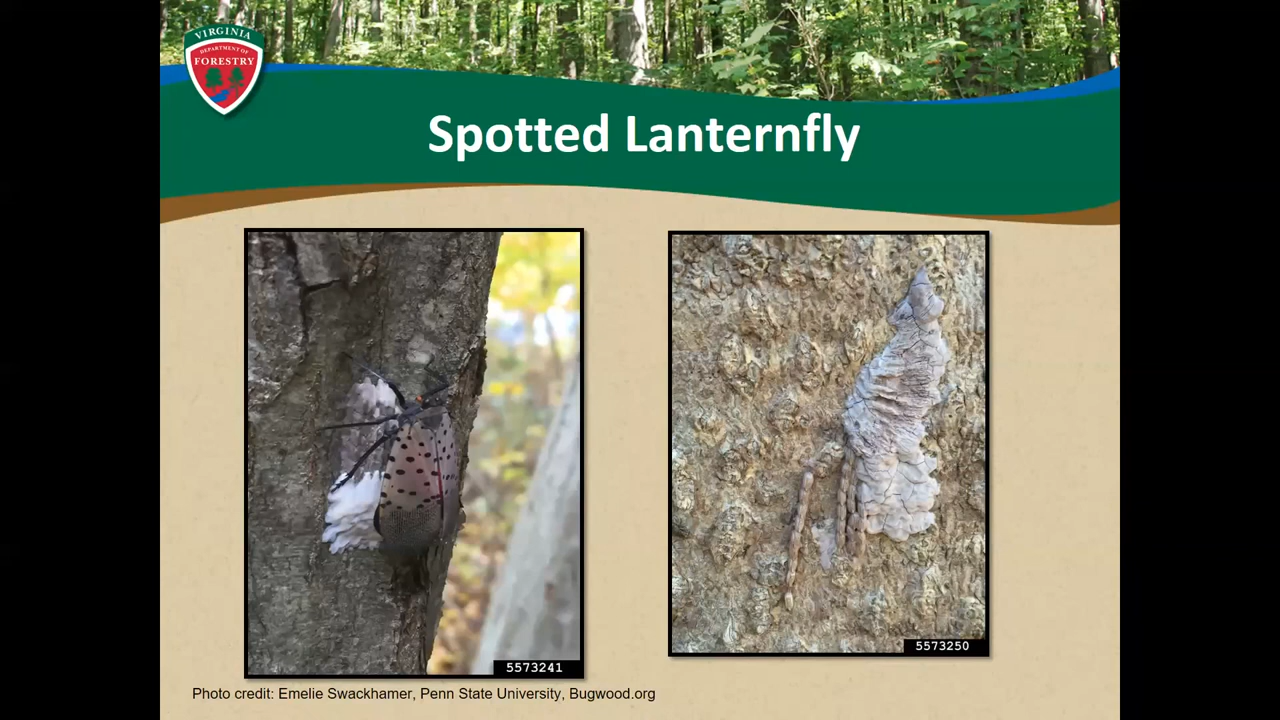 VIRGINIA
DEPARTMENT OF
FORESTRY
Spotted Lanternfly
5573241
5573250
Photo credit: Emelie Swackhamer, Penn State University, Bugwood.org